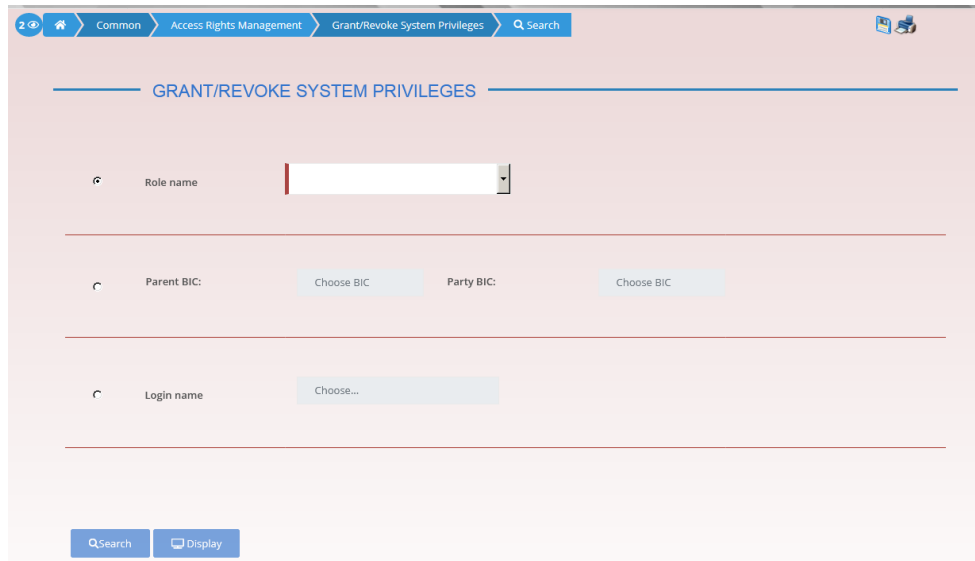 2 Common Access Rights Management Grant/Revoke System Privileges Search
GRANT/REVOKE SYSTEM PRIVILEGES
Role name
Parent BIC: Choose BIC Party BIC: Choose BIC
Login name Choose...
Search Display